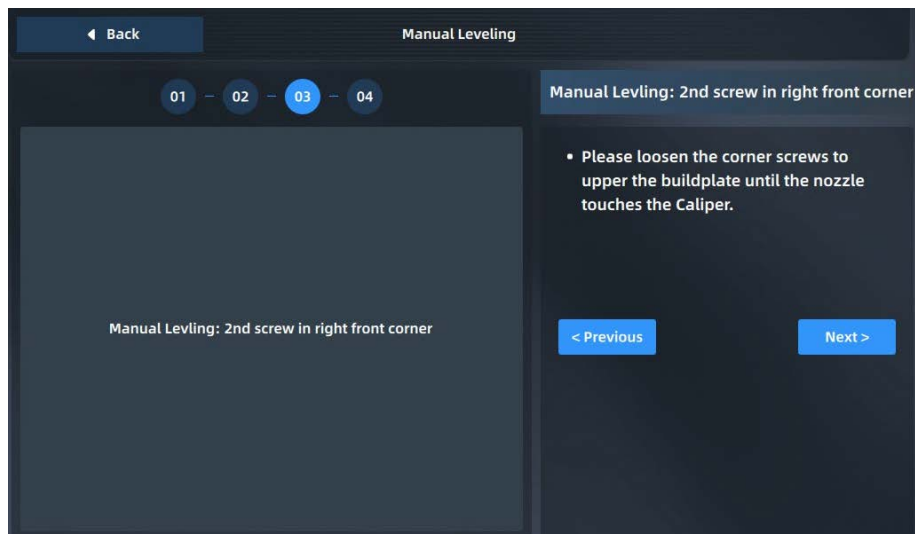 Back
Manual Leveling
01 - 02 - 03 - 04
Manual Levling: 2nd screw in right front corner
Manual Levling: 2nd screw in right front corner
• Please loosen the corner screws to
upper the buildplate until the nozzle
touches the Caliper.
< Previous
Next >